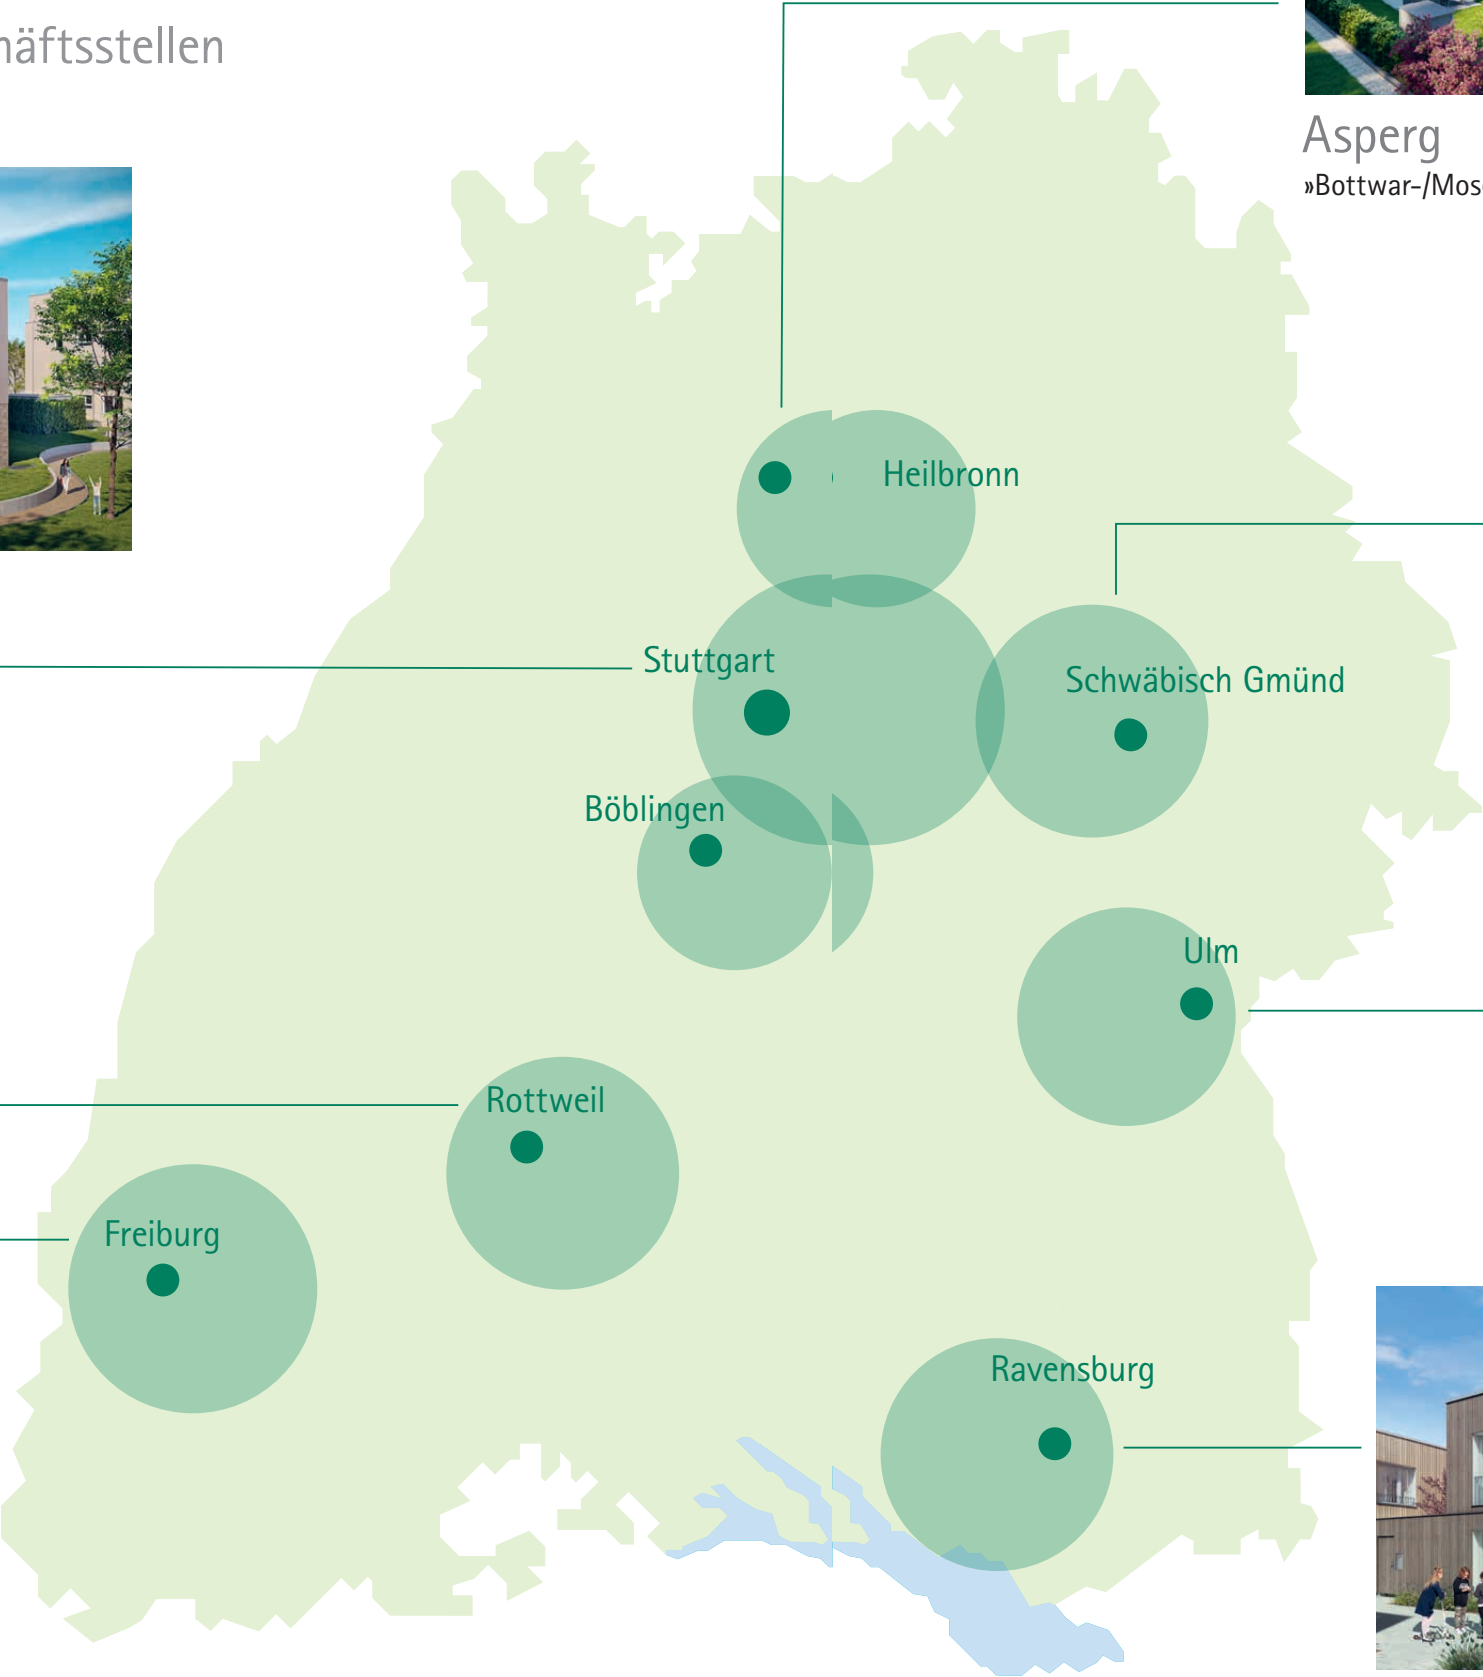 häftsstellen
Asperg
»Bottwar-/Mos
Heilbronn
Stuttgart
Schwäbisch Gmünd
Böblingen
Ulm
Rottweil
Freiburg
Ravensburg